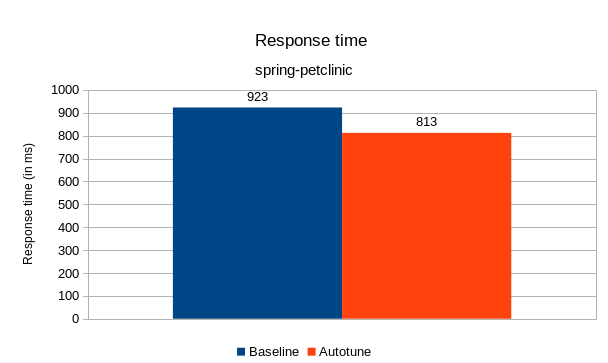 Response time
spring-petclinic
Response time (in ms)
1000
900
800
700
600
500
400
300
200
100
0
923
813
Baseline
Autotune